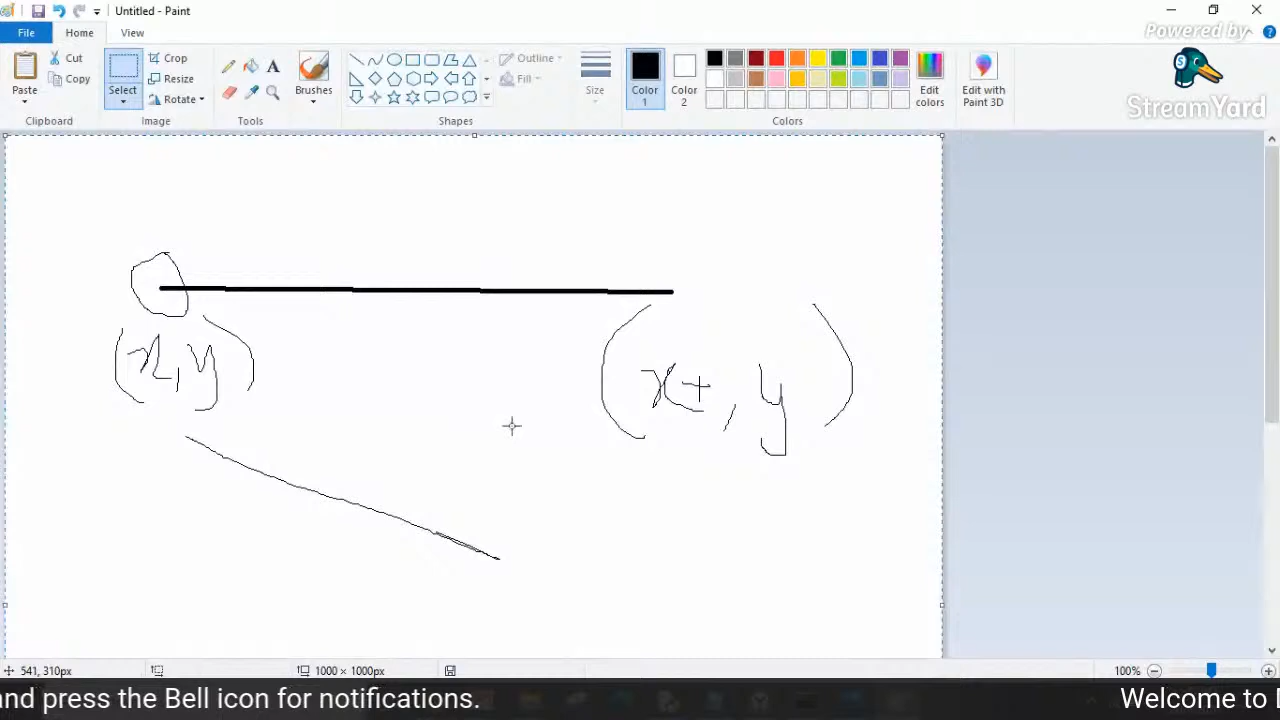 Untitled - Paint
File Home View
Powered by
Paste
Cut
Copy
Clipboard
Select
Crop
Resize
Rotate
Image
A
Tools
Brushes
Outline
Fill
Shapes
Size
Color 1
Color 2
Edit colors
Edit with Paint 3D
Colors
S
StreamYard
(x, y)
(x+, y)
541, 310px
1000 × 1000px
100%
and press the Bell icon for notifications.
Welcome to